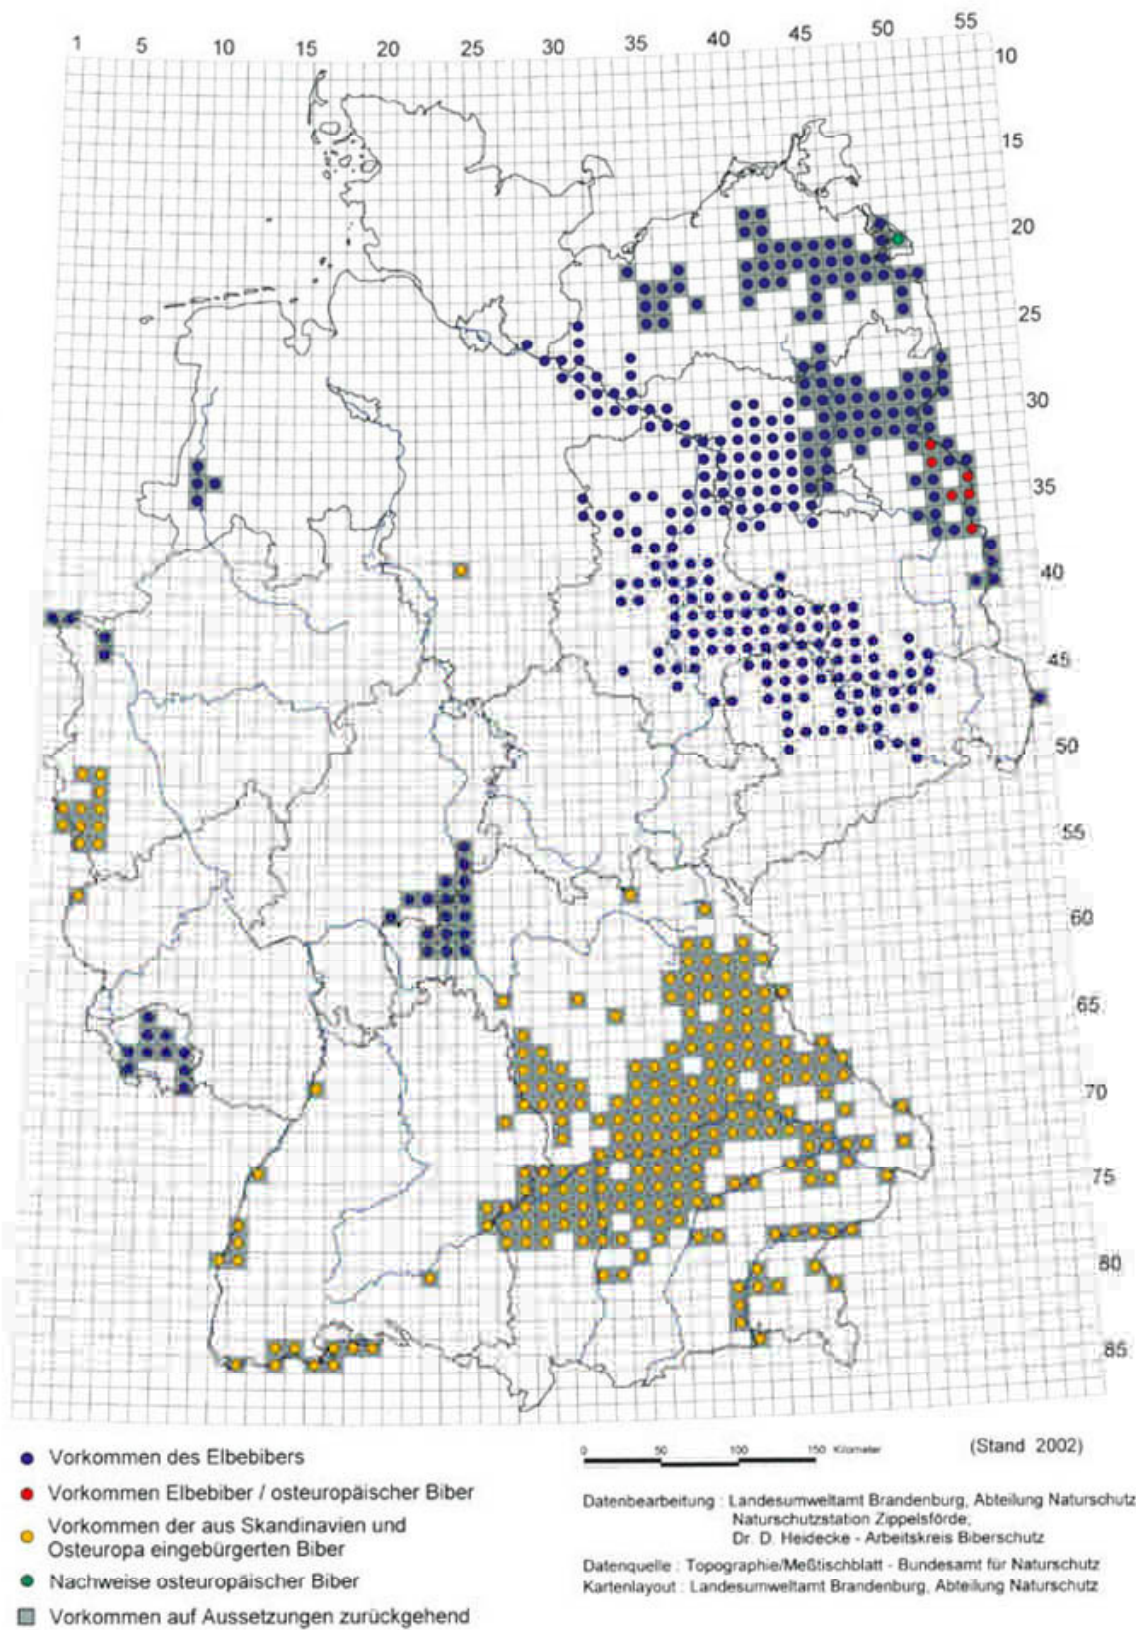 1 5 10 15 20 25 30 35 40 45 50 55
10
15
20
25
30
35
40
45
50
55
60
65
70
75
80
85
Vorkommen des Elbebibers
Vorkommen Elbebiber / osteuropäischer Biber
Vorkommen der aus Skandinavien und
Osteuropa eingebürgerten Biber
Nachweise osteuropäischer Biber
Vorkommen auf Aussetzungen zurückgehend
0 50 100 150 Kilometer
(Stand 2002)
Datenbearbeitung : Landesumweltamt Brandenburg, Abteilung Naturschutz
Naturschutzstation Zippelsförde,
Dr. D. Heidecke - Arbeitskreis Biberschutz
Datenquelle : Topographie/Meßtischblatt - Bundesamt für Naturschutz
Kartenlayout : Landesumweltamt Brandenburg, Abteilung Naturschutz